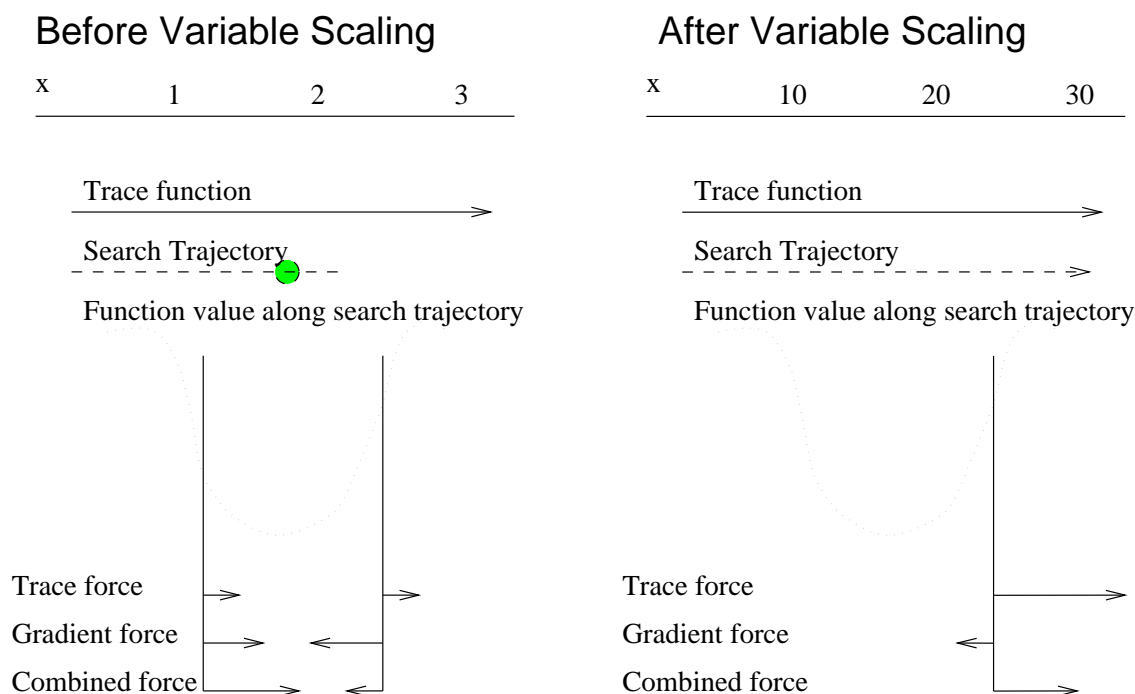 Before Variable Scaling
x 1 2 3
Trace function
Search Trajectory
Function value along search trajectory
Trace force
Gradient force
Combined force
After Variable Scaling
x 10 20 30
Trace function
Search Trajectory
Function value along search trajectory
Trace force
Gradient force
Combined force